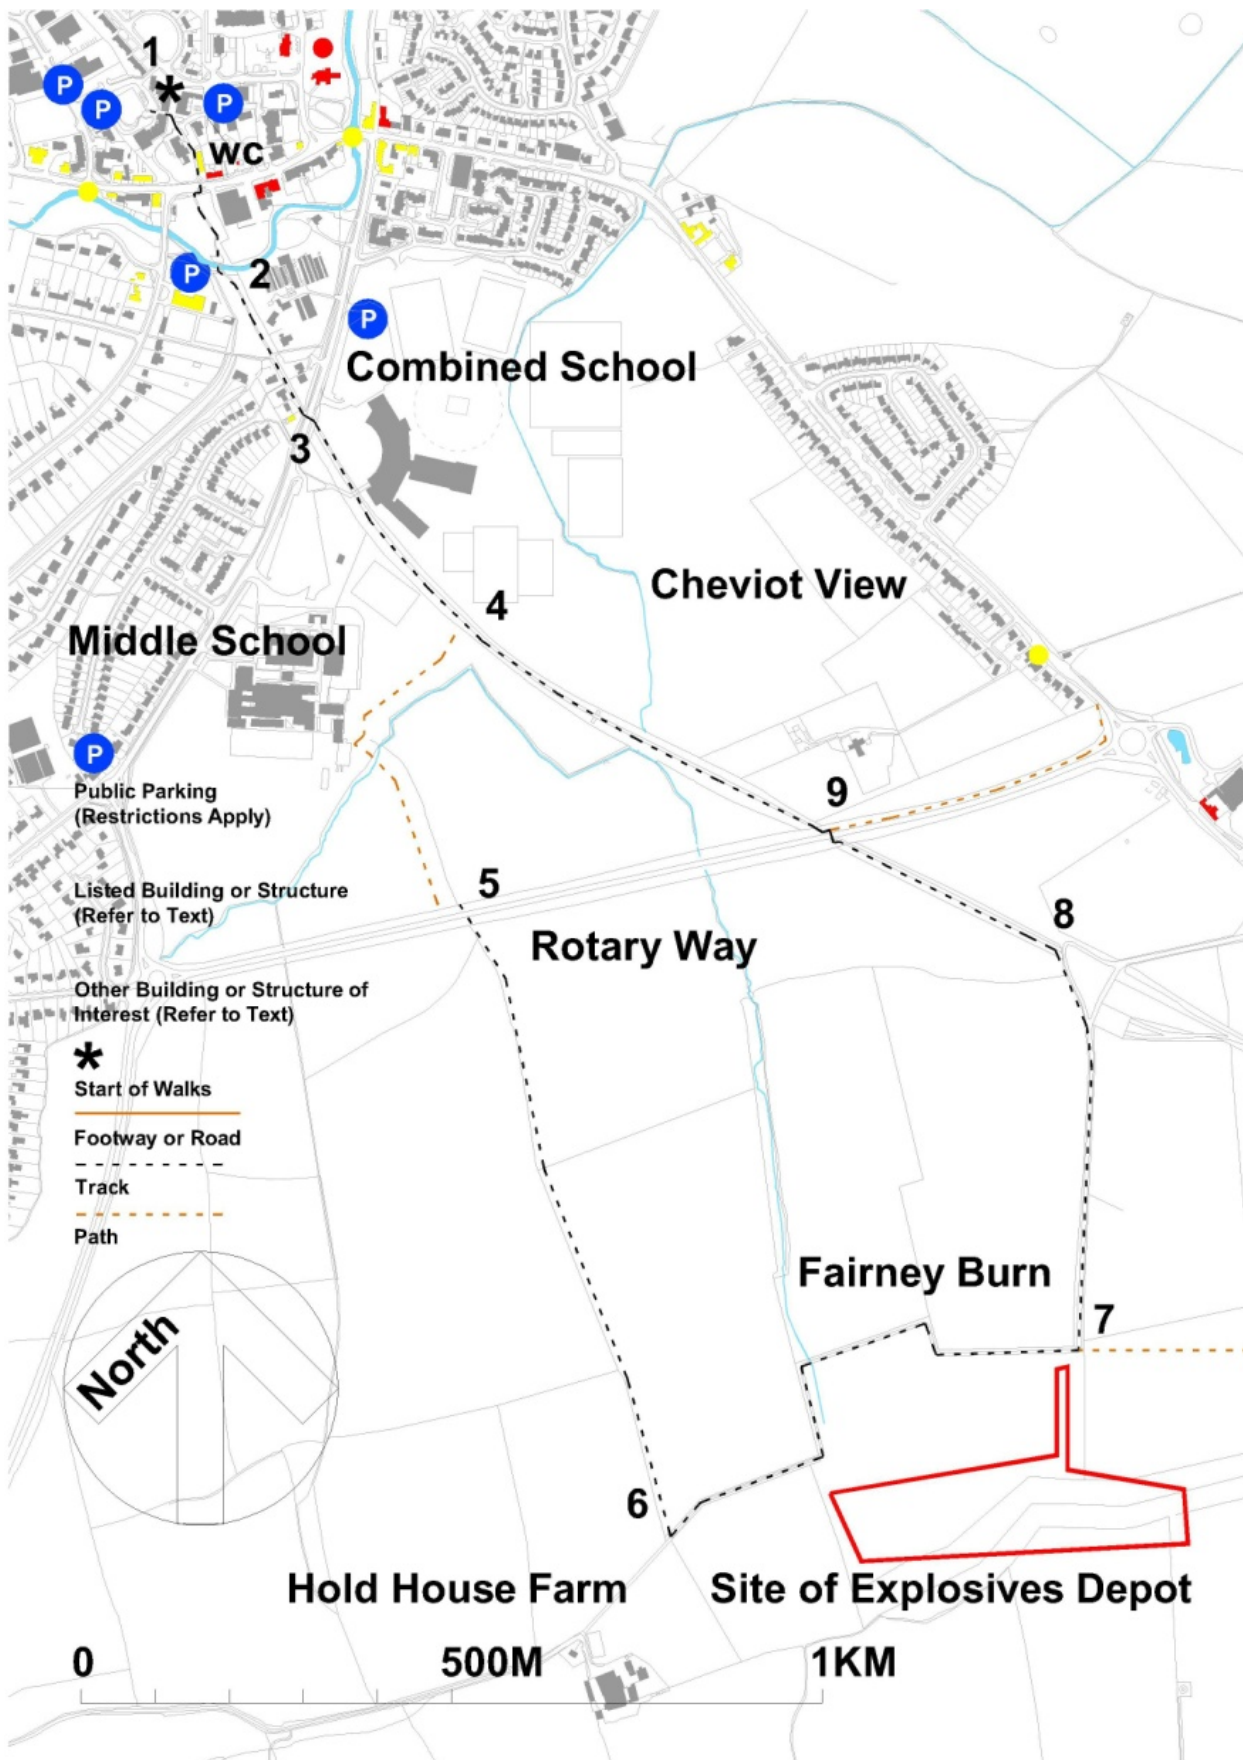 1
P
P
P
WC
P
2
P
Combined School
3
Cheviot View
4
Middle School
P
Public Parking
(Restrictions Apply)
9
5
Listed Building or Structure
(Refer to Text)
8
Rotary Way
Other Building or Structure of
Interest (Refer to Text)
*
Start of Walks
Footway or Road
Track
Path
Fairney Burn
7
North
6
Hold House Farm
Site of Explosives Depot
0
500M
1KM